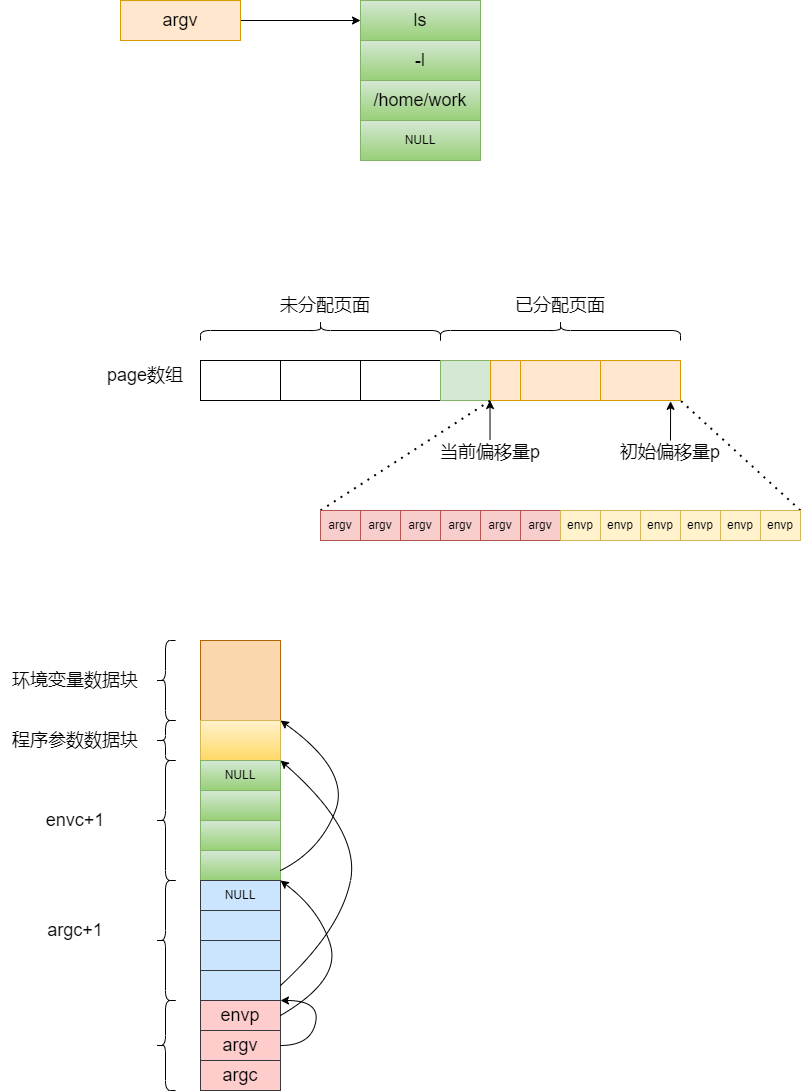 argv
ls
-l
/home/work
NULL
未分配页面
已分配页面
page数组
当前偏移量p
初始偏移量p
argv argv argv argv argv argv envp envp envp envp envp envp
环境变量数据块
程序参数数据块
NULL
envc+1
NULL
argc+1
envp
argv
argc